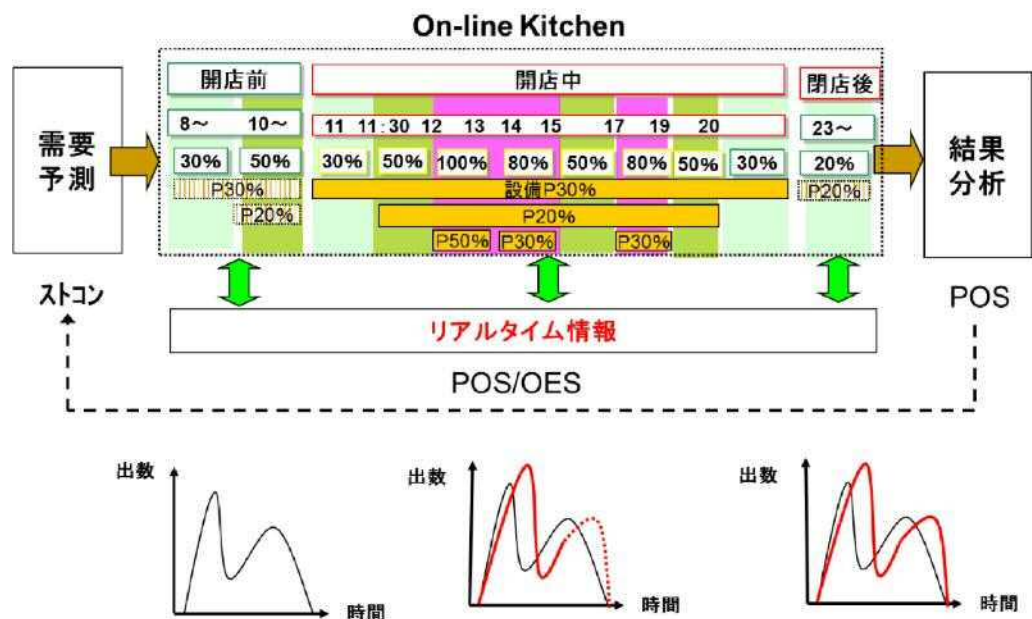 On-line Kitchen
需要
予測
開店前
開店中
閉店後
結果
分析
8～ 10～ 11 11:30 12 13 14 15 17 19 20 23～
30% 50% 30% 50% 100% 80% 50% 80% 50% 30% 20%
P30% 設備P30% P20%
P20% P20%
P50% P30% P30%
ストコン
POS
リアルタイム情報
POS/OES
出数
時間
出数
時間
出数
時間